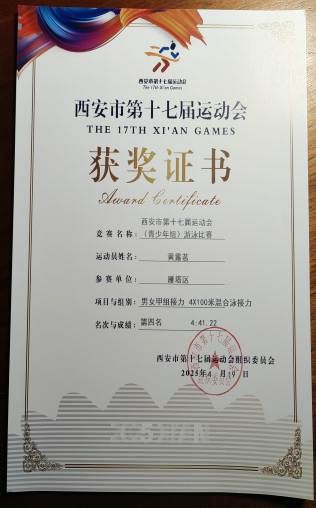 西安市第十七届运动会
The 17th Xi'an Games
西安市第十七届运动会
THE 17TH XI'AN GAMES
获奖证书
Award Certificate
西安市第十七届运动会
竞赛名称：（青少年组）游泳比赛
运动员姓名：黄露茗
参赛单位：雁塔区
项目与组别：男女甲组接力 4X100米混合泳接力
名次与成绩：第四名 4:41.22
西安市第十七届运动会组织委员会
2025年4月19日